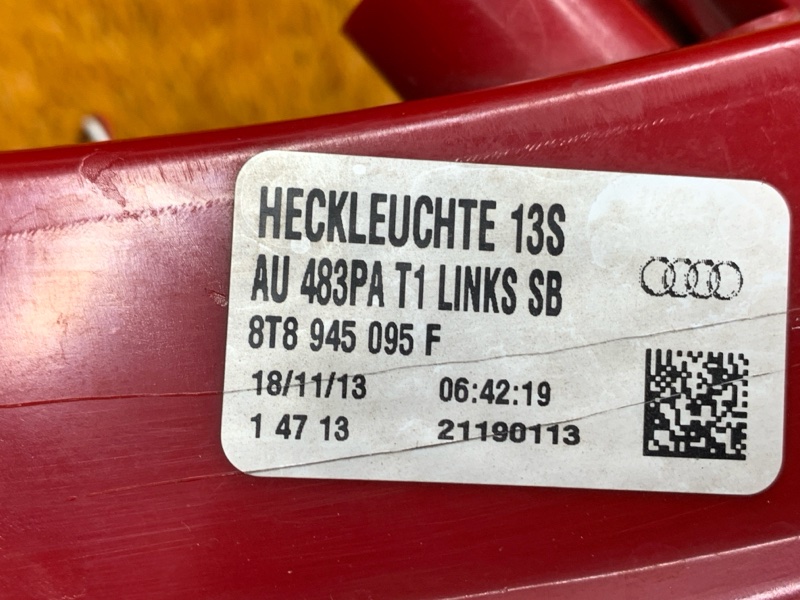 HECKLEUCHTE 13S
AU 483PA T1 LINKS SB
8T8 945 095 F
18/11/13 06:42:19
1 47 13 21190113